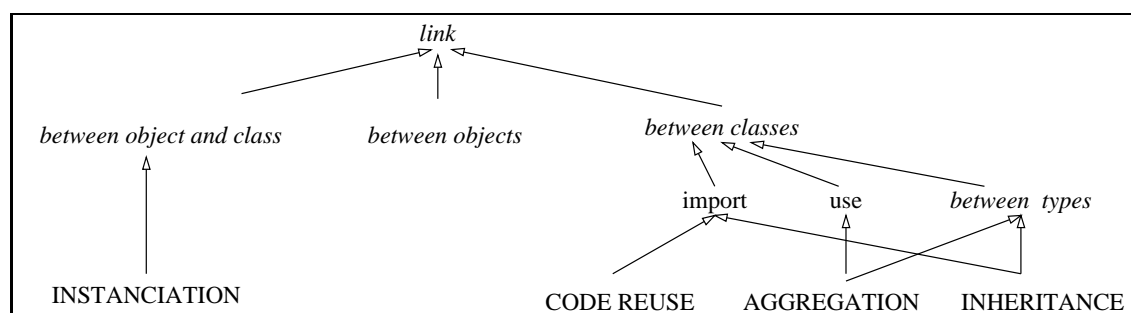 link
between object and class
between objects
between classes
import
use
between types
INSTANCIATION
CODE REUSE
AGGREGATION
INHERITANCE